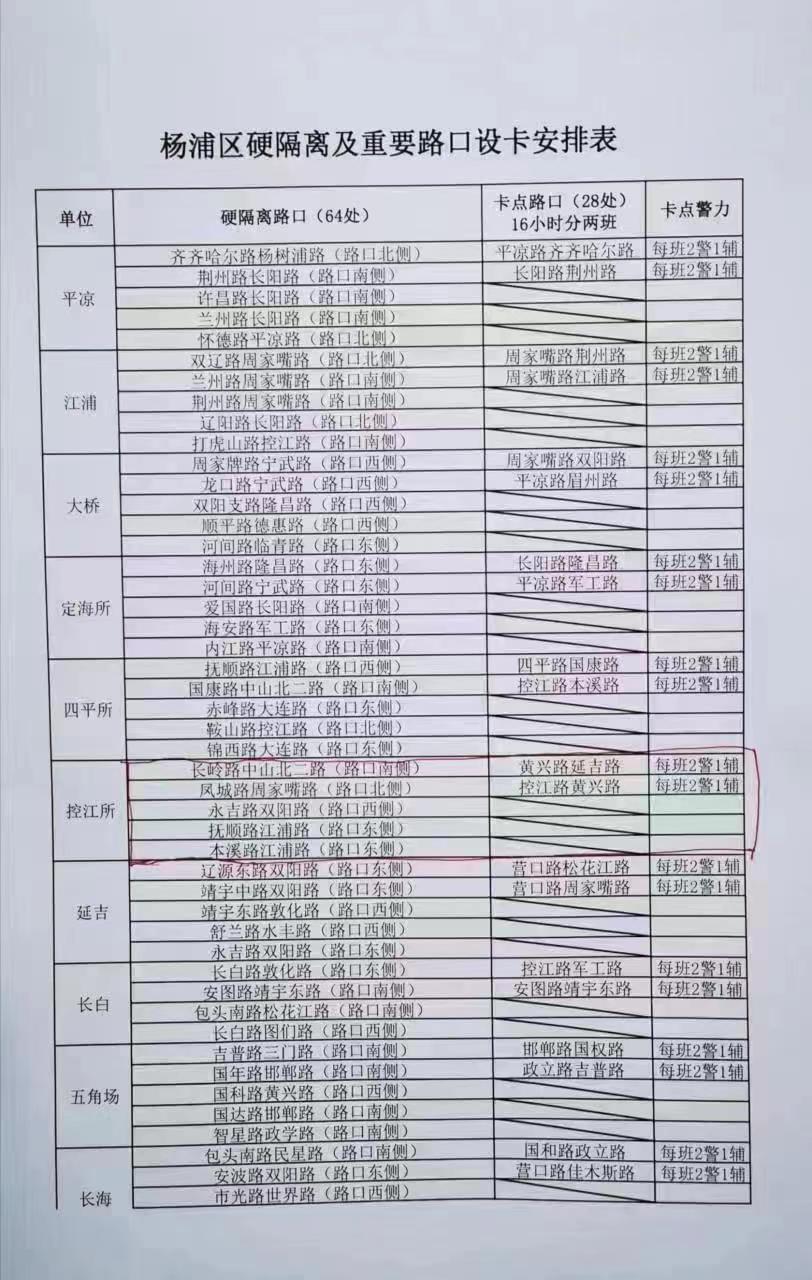 杨浦区硬隔离及重要路口设卡安排表
单位 硬隔离路口（64处） 卡点路口（28处） 16小时分两班 卡点警力
平凉
齐齐哈尔路杨树浦路（路口北侧） 平凉路齐齐哈尔路 每班2警1辅
荆州路长阳路（路口南侧） 长阳路荆州路 每班2警1辅
许昌路长阳路（路口南侧）
兰州路长阳路（路口南侧）
怀德路平凉路（路口北侧）
江浦
双辽路周家嘴路（路口北侧） 周家嘴路荆州路 每班2警1辅
兰州路周家嘴路（路口南侧） 周家嘴路江浦路 每班2警1辅
荆州路周家嘴路（路口南侧）
辽阳路长阳路（路口北侧）
打虎山路控江路（路口南侧）
大桥
周家牌路宁武路（路口西侧） 周家嘴路双阳路 每班2警1辅
龙口路宁武路（路口西侧） 平凉路眉州路 每班2警1辅
双阳支路隆昌路（路口西侧）
顺平路德惠路（路口西侧）
河间路临青路（路口东侧）
定海所
海州路隆昌路（路口东侧） 长阳路隆昌路 每班2警1辅
河间路宁武路（路口东侧） 平凉路军工路 每班2警1辅
爱国路长阳路（路口南侧）
海安路军工路（路口东侧）
内江路平凉路（路口南侧）
四平所
抚顺路江浦路（路口西侧） 四平路国康路 每班2警1辅
国康路中山北二路（路口南侧） 控江路本溪路 每班2警1辅
赤峰路大连路（路口东侧）
鞍山路控江路（路口北侧）
锦西路大连路（路口东侧）
控江所
长岭路中山北二路（路口南侧） 黄兴路延吉路 每班2警1辅
凤城路周家嘴路（路口北侧） 控江路黄兴路 每班2警1辅
永吉路双阳路（路口西侧）
抚顺路江浦路（路口东侧）
本溪路江浦路（路口东侧）
延吉
辽源东路双阳路（路口东侧） 营口路松花江路 每班2警1辅
靖宇中路双阳路（路口东侧） 营口路周家嘴路 每班2警1辅
靖宇东路敦化路（路口西侧）
舒兰路水丰路（路口西侧）
永吉路双阳路（路口东侧）
长白
长白路敦化路（路口东侧） 控江路军工路 每班2警1辅
安图路靖宇东路（路口南侧） 安图路靖宇东路 每班2警1辅
包头南路松花江路（路口南侧）
长白路图们路（路口西侧）
五角场
吉普路三门路（路口南侧） 邯郸路国权路 每班2警1辅
国年路邯郸路（路口南侧） 政立路吉普路 每班2警1辅
国科路黄兴路（路口西侧）
国达路邯郸路（路口南侧）
智星路政学路（路口南侧）
长海
包头南路民星路（路口南侧） 国和路政立路 每班2警1辅
安波路双阳路（路口东侧） 营口路佳木斯路 每班2警1辅
市光路世界路（路口西侧）